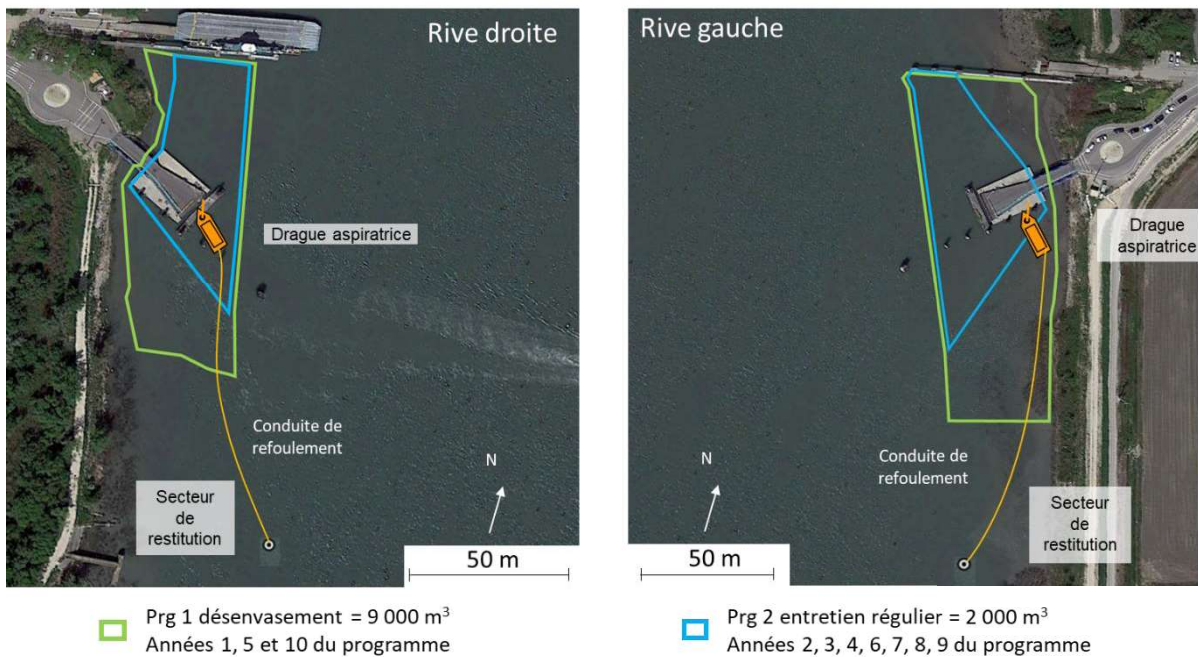 Rive droite
Drague aspiratrice
Conduite de
refoulement
N
Secteur
de
restitution
50 m
Rive gauche
Drague
aspiratrice
Conduite de
refoulement
N
Secteur
de
restitution
50 m
Prg 1 désenvasement = 9 000 m³
Années 1, 5 et 10 du programme
Prg 2 entretien régulier = 2 000 m³
Années 2, 3, 4, 6, 7, 8, 9 du programme